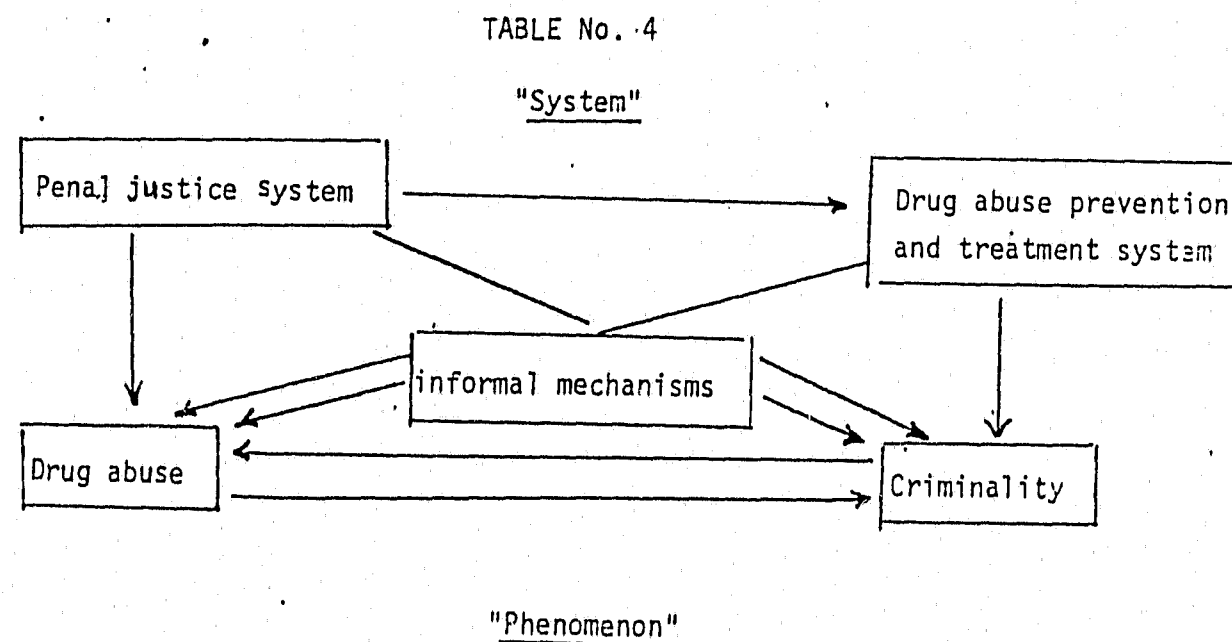 TABLE No. 4
"System"
Penal justice system
Drug abuse prevention
and treatment system
informal mechanisms
Drug abuse
Criminality
"Phenomenon"